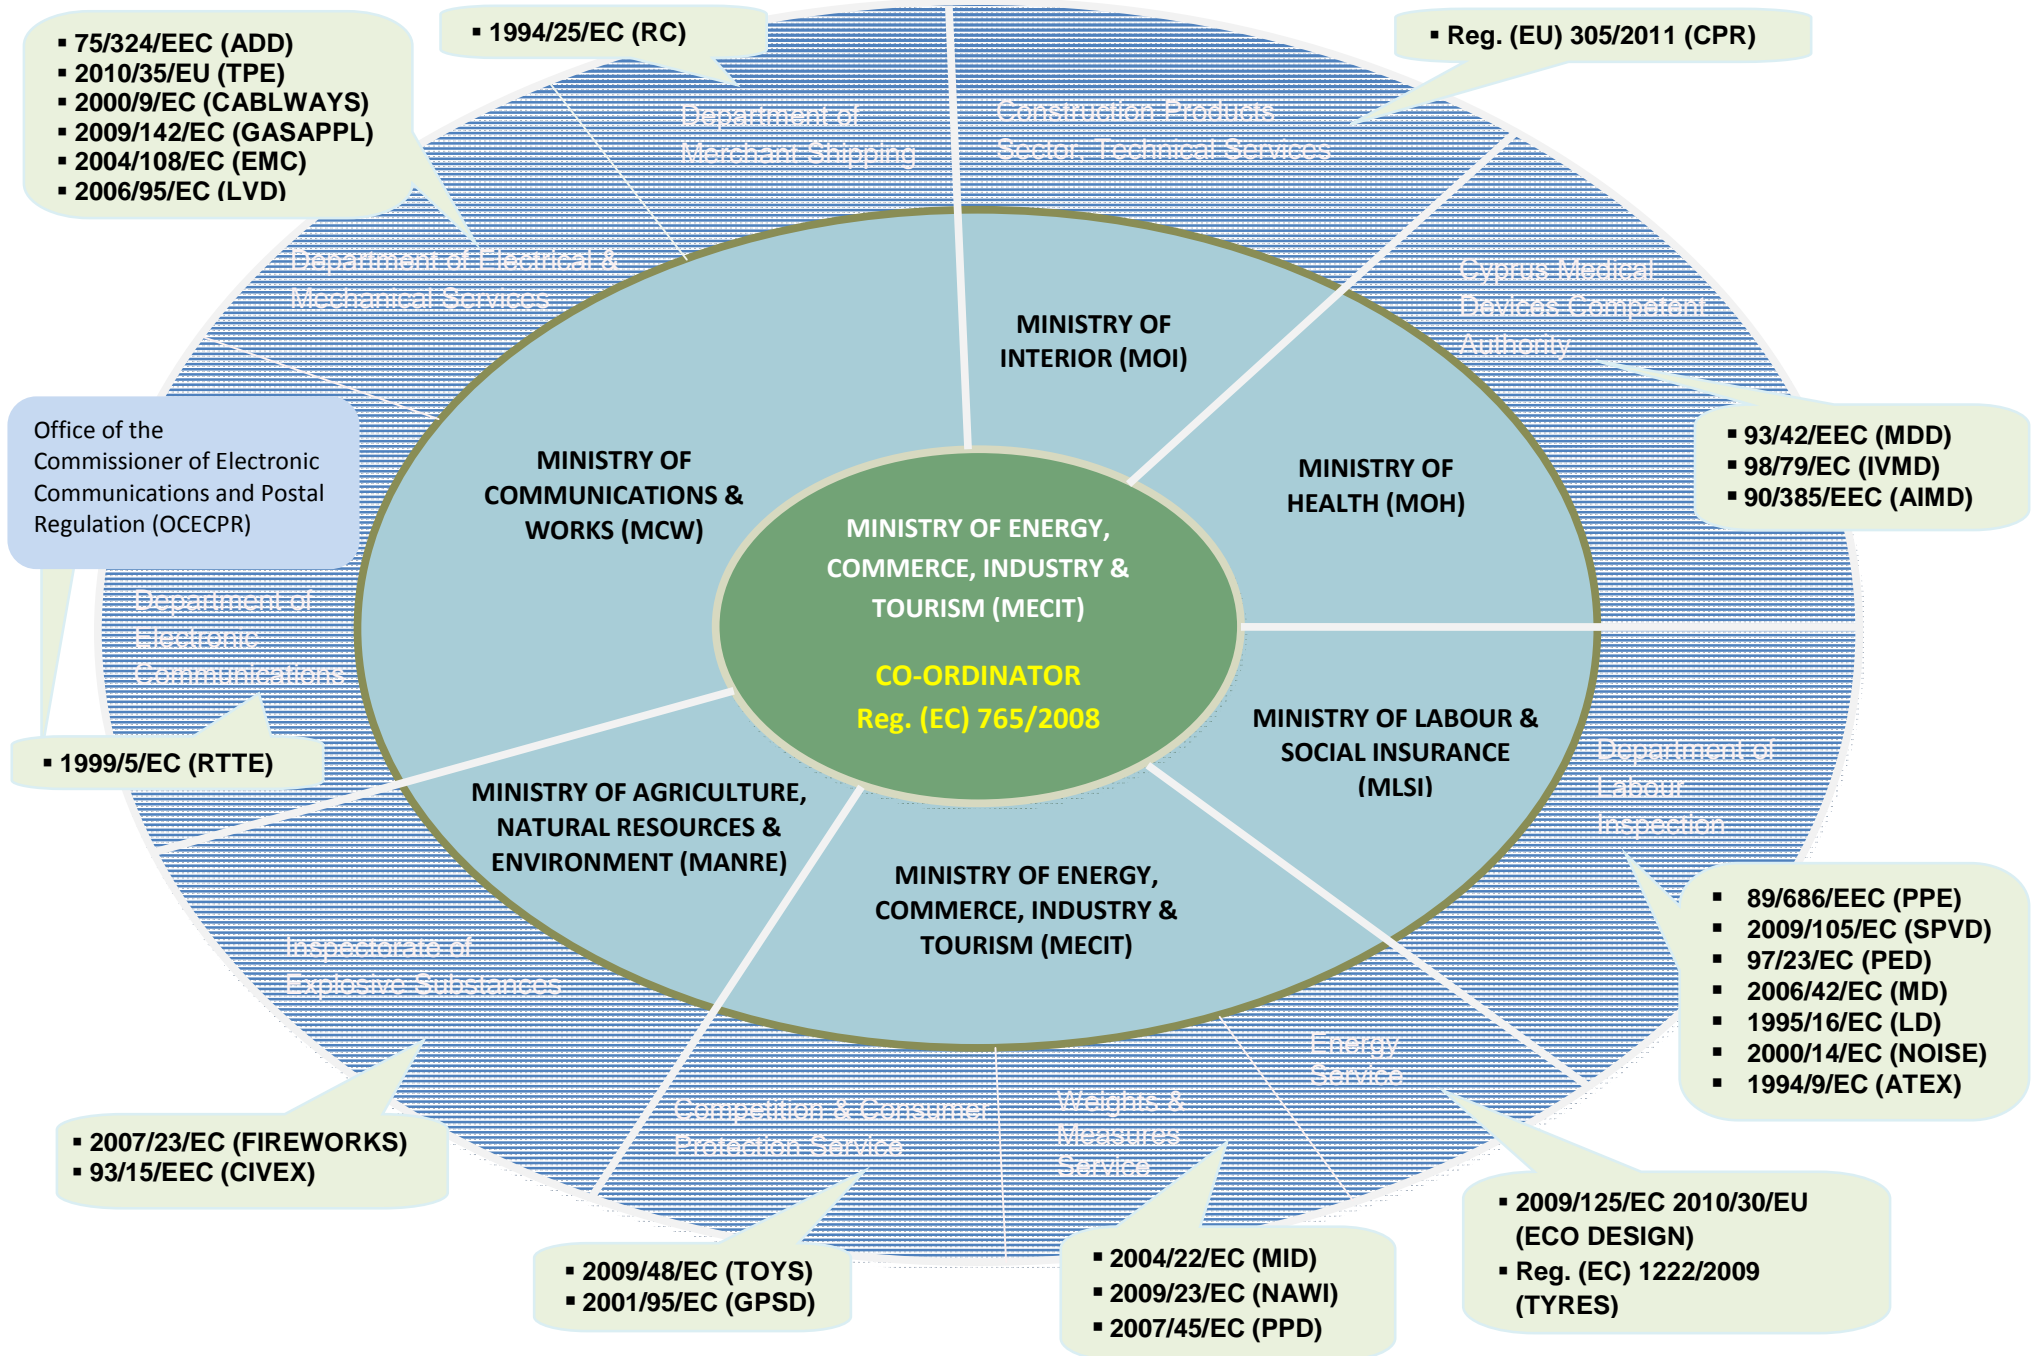 ▪ 75/324/EEC (ADD)
▪ 2010/35/EU (TPE)
▪ 2000/9/EC (CABLWAYS)
▪ 2009/142/EC (GASAPPL)
▪ 2004/108/EC (EMC)
▪ 2006/95/EC (LVD)
▪ 1994/25/EC (RC)
▪ Reg. (EU) 305/2011 (CPR)
Department of
Merchant Shipping
Construction Products
Sector, Technical Services
Department of Electrical &
Mechanical Services
Cyprus Medical
Devices Competent
Authority
MINISTRY OF
INTERIOR (MOI)
Office of the
Commissioner of Electronic
Communications and Postal
Regulation (OCECPR)
MINISTRY OF
COMMUNICATIONS &
WORKS (MCW)
MINISTRY OF
HEALTH (MOH)
▪ 93/42/EEC (MDD)
▪ 98/79/EC (IVMD)
▪ 90/385/EEC (AIMD)
MINISTRY OF ENERGY,
COMMERCE, INDUSTRY &
TOURISM (MECIT)
CO-ORDINATOR
Reg. (EC) 765/2008
Department of
Electronic
Communications
▪ 1999/5/EC (RTTE)
MINISTRY OF LABOUR &
SOCIAL INSURANCE
(MLSI)
Department of
Labour
Inspection
MINISTRY OF AGRICULTURE,
NATURAL RESOURCES &
ENVIRONMENT (MANRE)
MINISTRY OF ENERGY,
COMMERCE, INDUSTRY &
TOURISM (MECIT)
▪ 89/686/EEC (PPE)
▪ 2009/105/EC (SPVD)
▪ 97/23/EC (PED)
▪ 2006/42/EC (MD)
▪ 1995/16/EC (LD)
▪ 2000/14/EC (NOISE)
▪ 1994/9/EC (ATEX)
Inspectorate of
Explosive Substances
Energy
Service
Competition & Consumer
Protection Service
Weights &
Measures
Service
▪ 2007/23/EC (FIREWORKS)
▪ 93/15/EEC (CIVEX)
▪ 2009/48/EC (TOYS)
▪ 2001/95/EC (GPSD)
▪ 2004/22/EC (MID)
▪ 2009/23/EC (NAWI)
▪ 2007/45/EC (PPD)
▪ 2009/125/EC 2010/30/EU
(ECO DESIGN)
▪ Reg. (EC) 1222/2009
(TYRES)